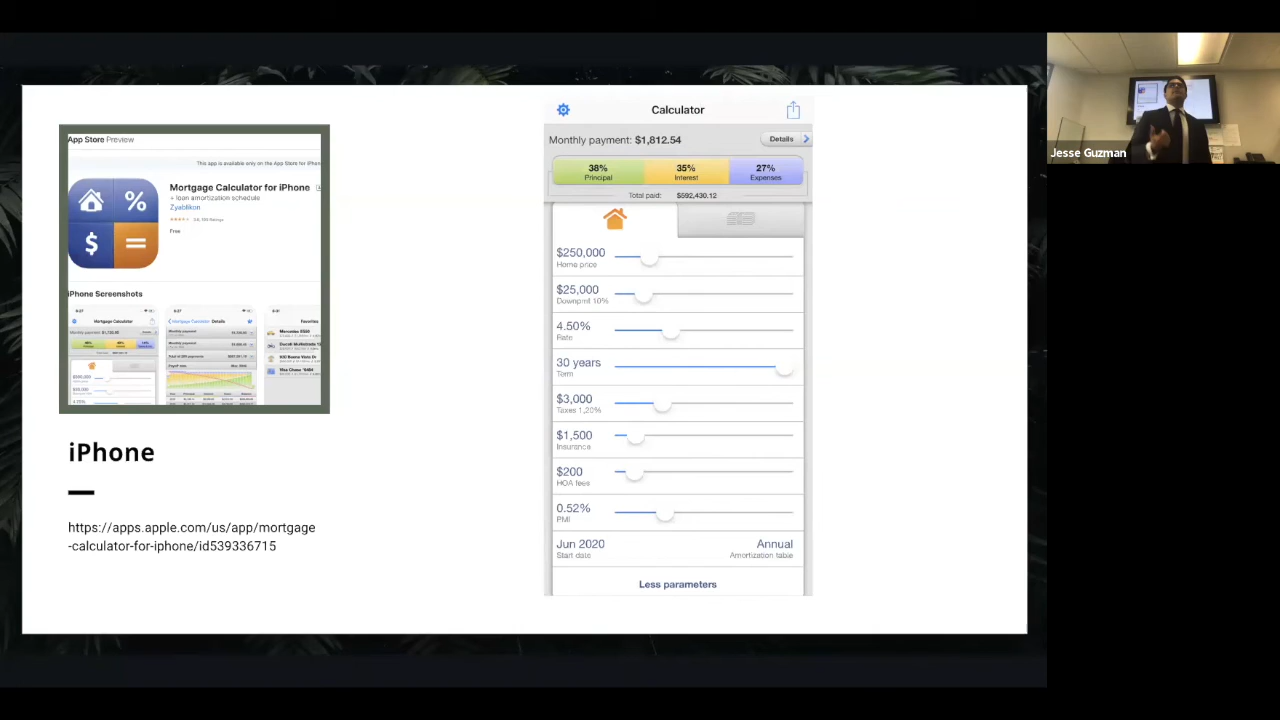 App Store Preview
This app is available only on the App Store for iPhon
Mortgage Calculator for iPhone
+ loan amortization schedule
Zyablikon
Free
iPhone Screenshots
iPhone
https://apps.apple.com/us/app/mortgage
-calculator-for-iphone/id539336715
Calculator
Monthly payment: $1,812.54
Details
38% 35% 27%
Principal Interest Expenses
Total paid: $592,430.12
$250,000
Home price
$25,000
Downpmt 10%
4.50%
Rate
30 years
Term
$3,000
Taxes 1,20%
$1,500
Insurance
$200
HOA fees
0.52%
PMI
Jun 2020 Annual
Start date Amortization table
Less parameters
Jesse Guzman